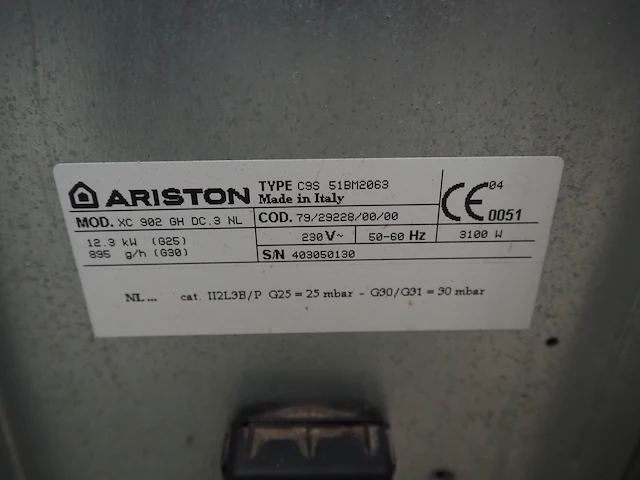 ARISTON
TYPE C9S 51BM2063
Made in Italy
CE 04
0051
MOD. XC 902 GH DC.3 NL
COD. 79/29228/00/00
12.3 kW (G25)
895 g/h (G30)
230 V~
50-60 Hz
3100 W
S/N 403050130
NL ... cat. II2L3B/P G25 = 25 mbar - G30/G31 = 30 mbar